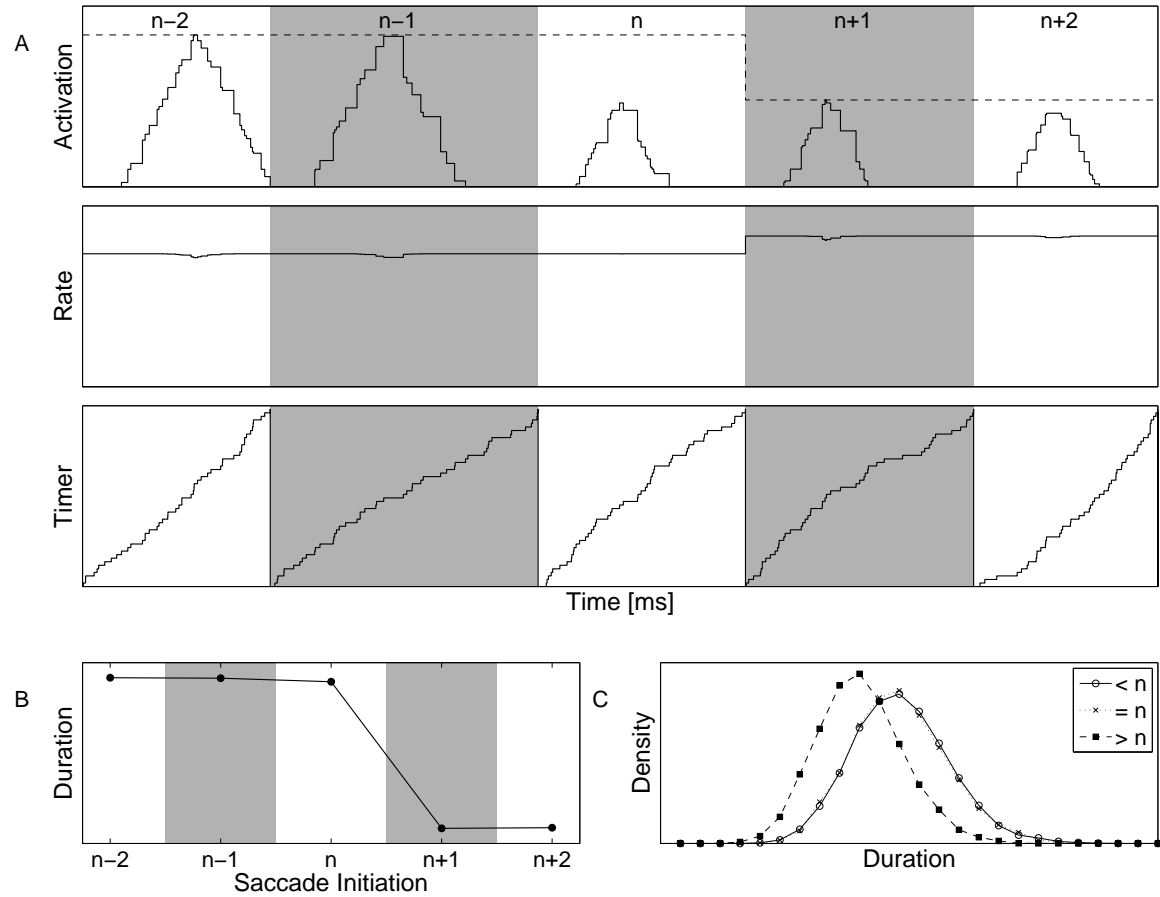 A
n−2 n−1 n n+1 n+2
Activation
Rate
Timer
Time [ms]
B
Duration
n−2 n−1 n n+1 n+2
Saccade Initiation
C
Density
< n
= n
> n
Duration